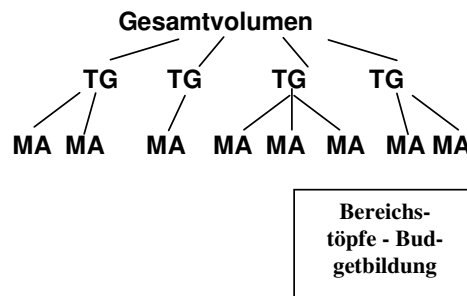 Gesamtvolumen
TG TG TG TG
MA MA MA MA MA MA MA MA
Bereichs-
töpfe - Bud-
getbildung